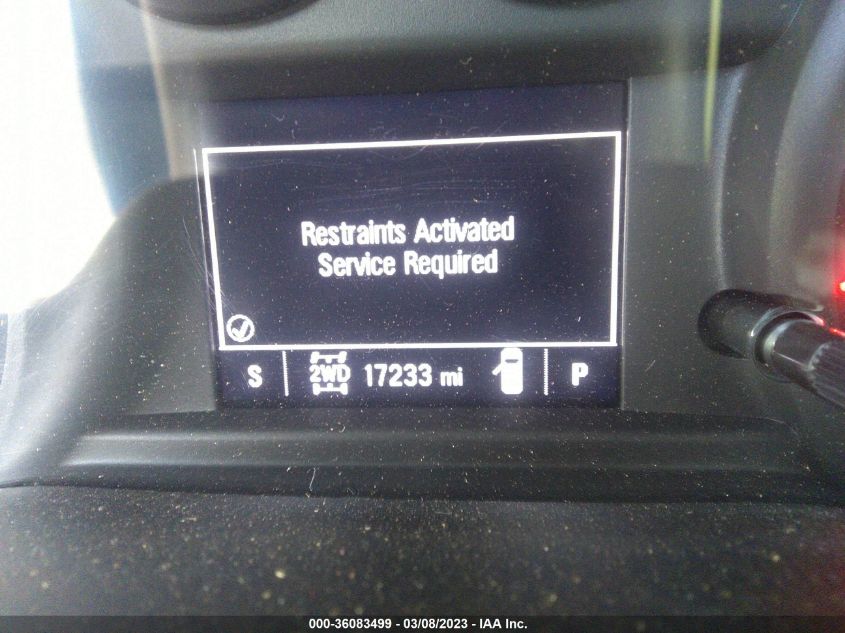 Restraints Activated
Service Required
S 2WD 17233 mi P
000-36083499 - 03/08/2023 - IAA Inc.